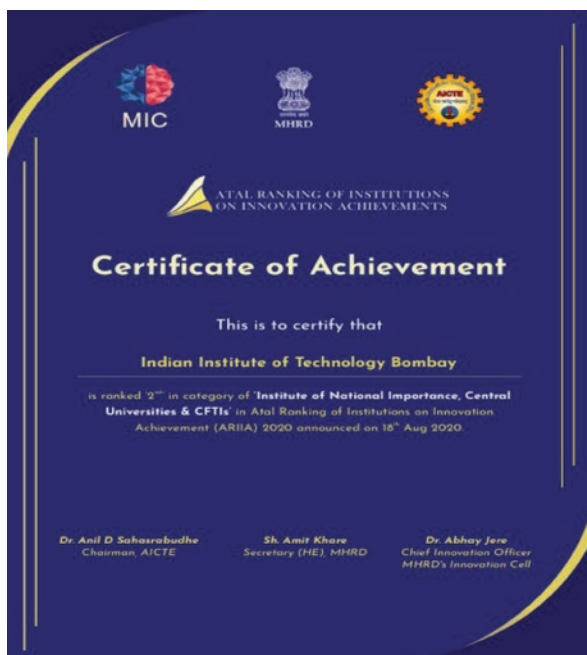 MIC
MHRD
AICTE
ATAL RANKING OF INSTITUTIONS
ON INNOVATION ACHIEVEMENTS
Certificate of Achievement
This is to certify that
Indian Institute of Technology Bombay
is ranked '2nd' in category of 'Institute of National Importance, Central
Universities & CFTIs' in Atal Ranking of Institutions on Innovation
Achievement (ARIIA) 2020 announced on 18th Aug 2020.
Dr. Anil D Sahasrabudhe
Chairman, AICTE
Sh. Amit Khare
Secretary (HE), MHRD
Dr. Abhay Jere
Chief Innovation Officer
MHRD's Innovation Cell